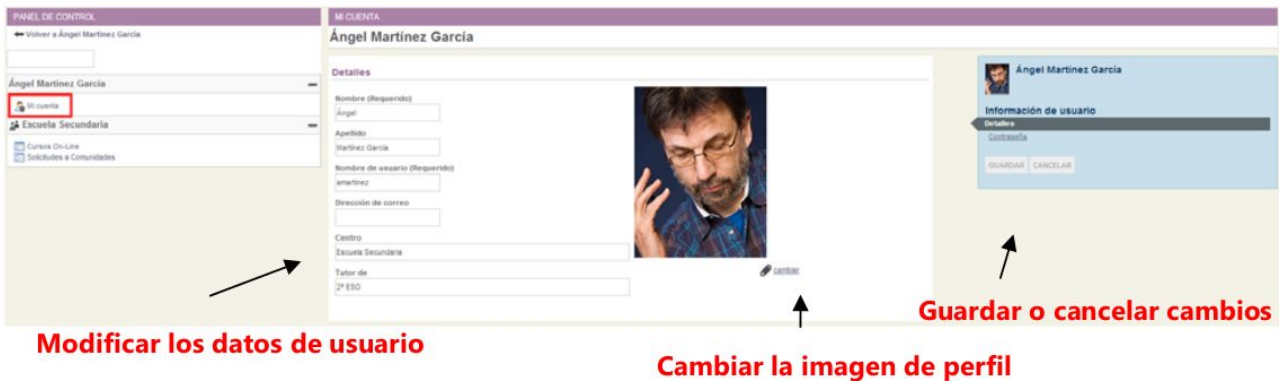 PANEL DE CONTROL
Volver a Ángel Martínez García
Ángel Martínez García
Mi cuenta
Escuela Secundaria
Cursos On-Line
Solicitudes a Comunidades
MI CUENTA
Ángel Martínez García
Detalles
Nombre (Requerido)
Ángel
Apellido
Martínez García
Nombre de usuario (Requerido)
amartinez
Dirección de correo
Centro
Escuela Secundaria
Tutor de
2º ESO
cambiar
Ángel Martínez García
Información de usuario
Detalles
Contraseña
GUARDAR CANCELAR
Guardar o cancelar cambios
Modificar los datos de usuario
Cambiar la imagen de perfil